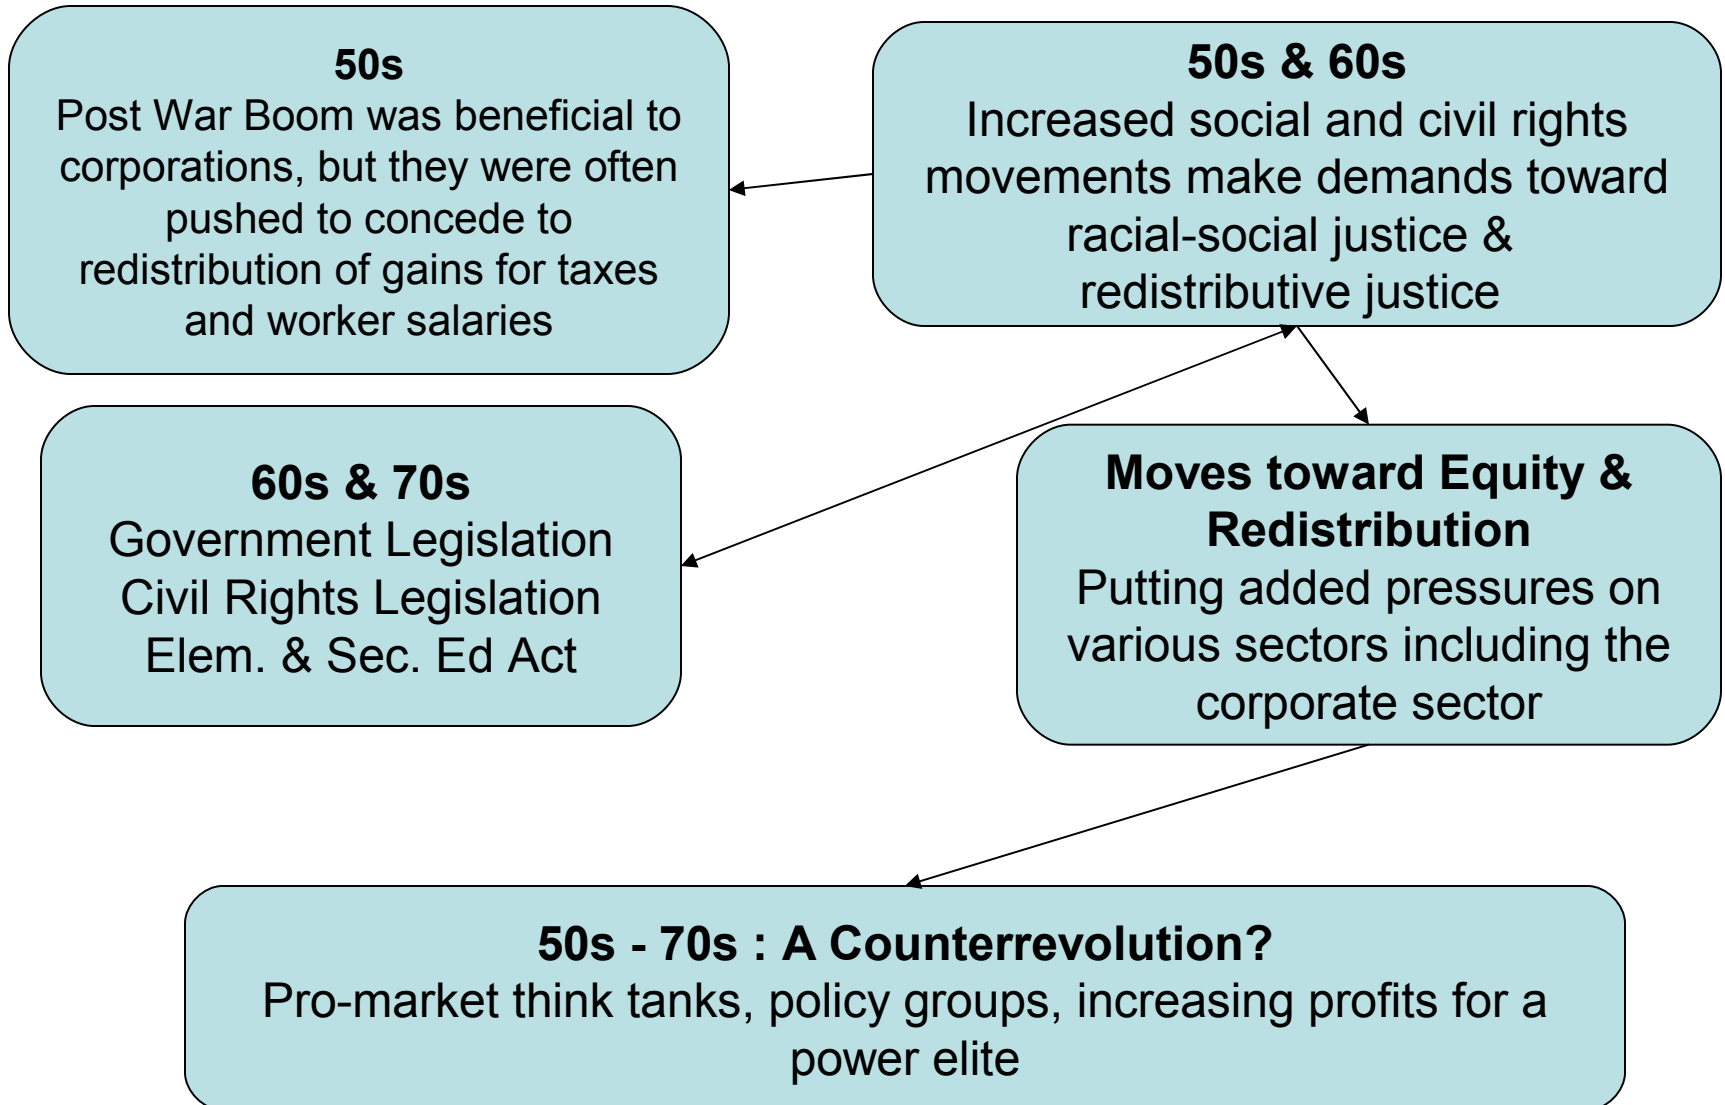 50s
Post War Boom was beneficial to
corporations, but they were often
pushed to concede to
redistribution of gains for taxes
and worker salaries
50s & 60s
Increased social and civil rights
movements make demands toward
racial-social justice &
redistributive justice
60s & 70s
Government Legislation
Civil Rights Legislation
Elem. & Sec. Ed Act
Moves toward Equity &
Redistribution
Putting added pressures on
various sectors including the
corporate sector
50s - 70s : A Counterrevolution?
Pro-market think tanks, policy groups, increasing profits for a
power elite